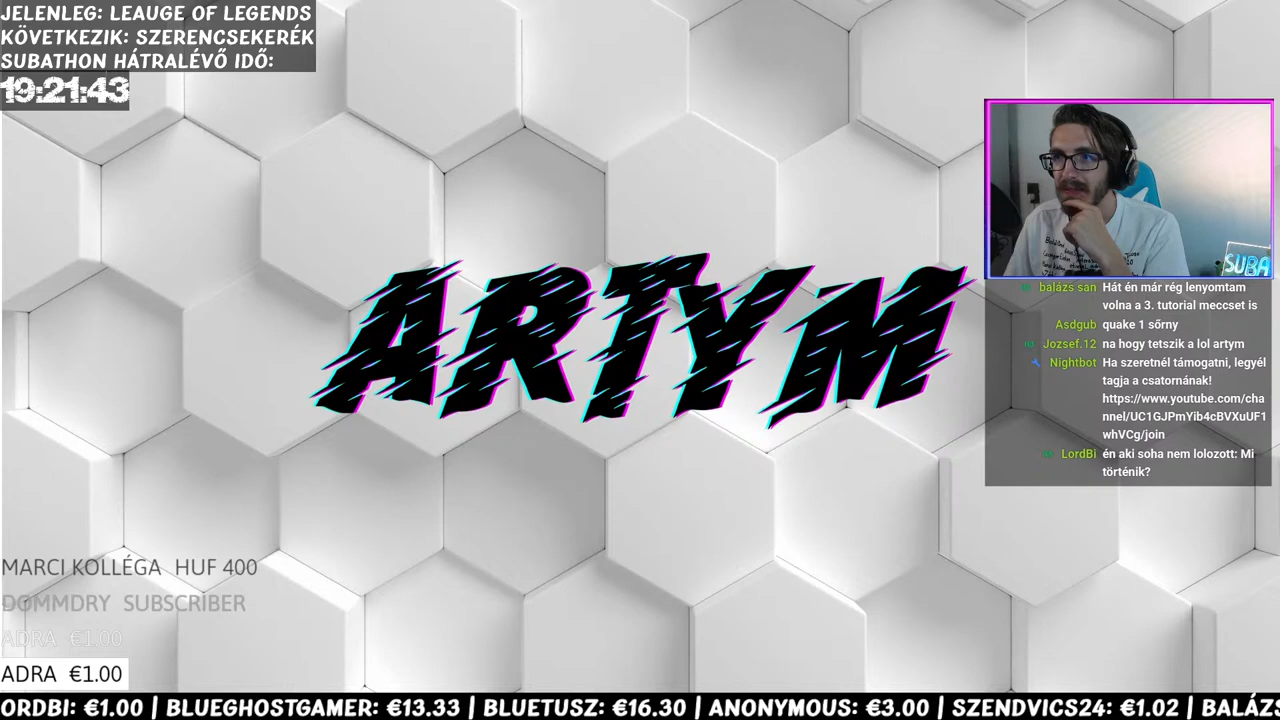 JELENLEG: LEAUGE OF LEGENDS
KÖVETKEZIK: SZERENCSEKERÉK
SUBATHON HÁTRALÉVŐ IDŐ:
19:21:43
SUBA
balázs san Hát én már rég lenyomtam
volna a 3. tutorial meccset is
Asdgub quake 1 sőrny
Jozsef.12 na hogy tetszik a lol artym
Nightbot Ha szeretnél támogatni, legyél
tagja a csatornának!
https://www.youtube.com/cha
nnel/UC1GJPmYib4cBVXuUF1
whVCg/join
LordBi én aki soha nem lolozott: Mi
történik?
ARTYM
MARCI KOLLÉGA HUF 400
DOMMDRY SUBSCRIBER
ADRA €1.00
ADRA €1.00
ORDBI: €1.00 | BLUEGHOSTGAMER: €13.33 | BLUETUSZ: €16.30 | ANONYMOUS: €3.00 | SZENDVICS24: €1.02 | BALÁZS